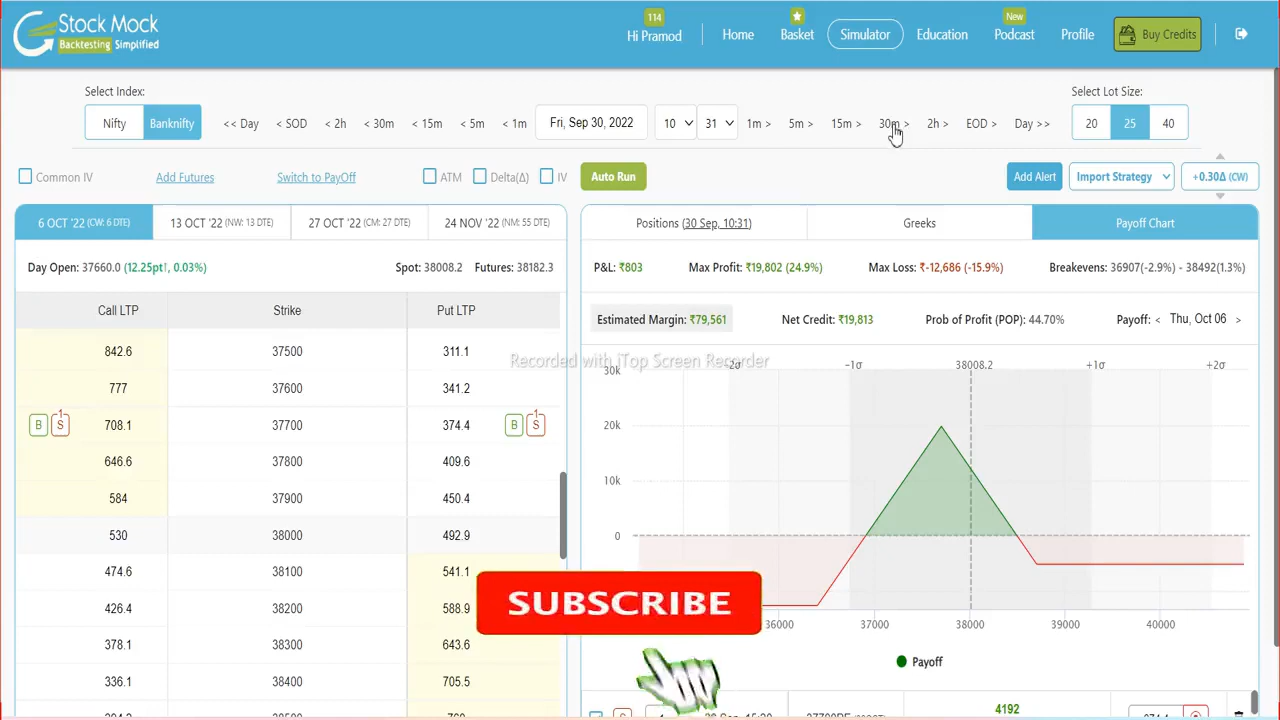 Stock Mock
Backtesting Simplified
114
Hi Pramod
Home
Basket
Simulator
Education
New
Podcast
Profile
Buy Credits
Select Index:
Nifty
Banknifty
<< Day
< SOD
< 2h
< 30m
< 15m
< 5m
< 1m
Fri, Sep 30, 2022
10
31
1m >
5m >
15m >
30m >
2h >
EOD >
Day >>
Select Lot Size:
20
25
40
Common IV
Add Futures
Switch to PayOff
ATM
Delta(Δ)
IV
Auto Run
Add Alert
Import Strategy
+0.30Δ (CW)
6 OCT '22 (CW: 6 DTE)
13 OCT '22 (NW: 13 DTE)
27 OCT '22 (CM: 27 DTE)
24 NOV '22 (NM: 55 DTE)
Positions (30 Sep, 10:31)
Greeks
Payoff Chart
Day Open: 37660.0 (12.25pt↑, 0.03%)
Spot: 38008.2
Futures: 38182.3
P&L: ₹803
Max Profit: ₹19,802 (24.9%)
Max Loss: ₹-12,686 (-15.9%)
Breakevens: 36907(-2.9%) - 38492(1.3%)
Call LTP
Strike
Put LTP
Estimated Margin: ₹79,561
Net Credit: ₹19,813
Prob of Profit (POP): 44.70%
Payoff: < Thu, Oct 06 >
Recorded with iTop Screen Recorder
842.6 37500 311.1
777 37600 341.2
B S 1 708.1 37700 374.4 B S 1
646.6 37800 409.6
584 37900 450.4
530 38000 492.9
474.6 38100 541.1
426.4 38200 588.9
378.1 38300 643.6
336.1 38400 705.5
-2σ
-1σ
38008.2
+1σ
+2σ
30k
20k
10k
0
36000
37000
38000
39000
40000
SUBSCRIBE
Payoff
4192